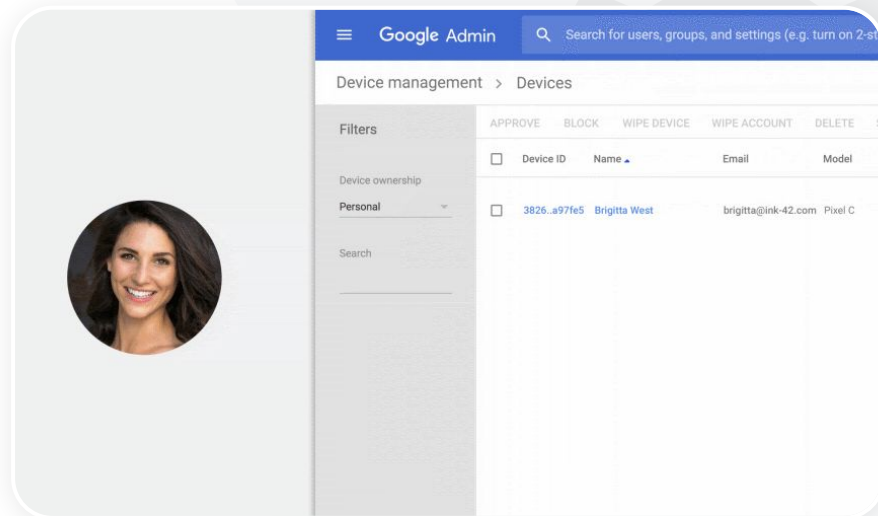 Google Admin
Search for users, groups, and settings (e.g. turn on 2-st
Device management > Devices
Filters
APPROVE BLOCK WIPE DEVICE WIPE ACCOUNT DELETE
Device ID Name Email Model
Device ownership
Personal
3826..a97fe5 Brigitta West brigitta@ink-42.com Pixel C
Search